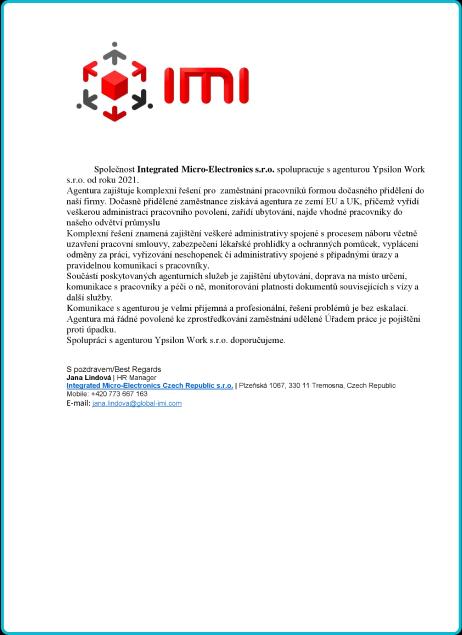 IMI
Společnost Integrated Micro-Electronics s.r.o. spolupracuje s agenturou Ypsilon Work
s.r.o. od roku 2021.
Agentura zajištuje komplexní řešení pro zaměstnání pracovníků formou dočasného přidělení do
naší firmy. Dočasně přidělené zaměstnance získává agentura ze zemí EU a UK, přičemž vyřídí
veškerou administraci pracovního povolení, zařídí ubytování, najde vhodné pracovníky do
našeho odvětví průmyslu
Komplexní řešení znamená zajištění veškeré administrativy spojené s procesem náboru včetně
uzavření pracovní smlouvy, zabezpečení lékařské prohlídky a ochranných pomůcek, vyplácení
odměny za práci, vyřizování neschopenek či administrativy spojené s případnými úrazy a
pravidelnou komunikaci s pracovníky.
Součástí poskytovaných agenturních služeb je zajištění ubytování, doprava na místo určení,
komunikace s pracovníky a péči o ně, monitorování platnosti dokumentů souvisejících s vízy a
další služby.
Komunikace s agenturou je velmi příjemná a profesionální, řešení problémů je bez eskalací.
Agentura má řádné povolené ke zprostředkování zaměstnání udělené Úřadem práce je pojištění
proti úpadku.
Spolupráci s agenturou Ypsilon Work s.r.o. doporučujeme.
S pozdravem/Best Regards
Jana Lindová | HR Manager
Integrated Micro-Electronics Czech Republic s.r.o. | Plzeňská 1067, 330 11 Tremosna, Czech Republic
Mobile: +420 773 667 163
E-mail: jana.lindova@global-imi.com